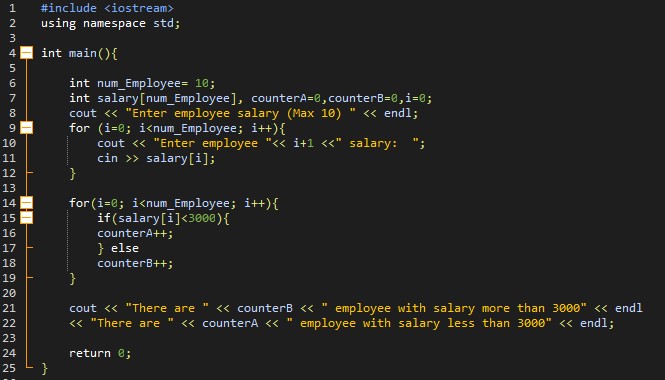 1 #include <iostream>
2 using namespace std;
3
4 int main(){
5
6 int num_Employee= 10;
7 int salary[num_Employee], counterA=0,counterB=0,i=0;
8 cout << "Enter employee salary (Max 10) " << endl;
9 for (i=0; i<num_Employee; i++){
10 cout << "Enter employee "<< i+1 <<" salary:  ";
11 cin >> salary[i];
12 }
13
14 for(i=0; i<num_Employee; i++){
15 if(salary[i]<3000){
16 counterA++;
17 } else
18 counterB++;
19 }
20
21 cout << "There are " << counterB << " employee with salary more than 3000" << endl
22 << "There are " << counterA << " employee with salary less than 3000" << endl;
23
24 return 0;
25 }